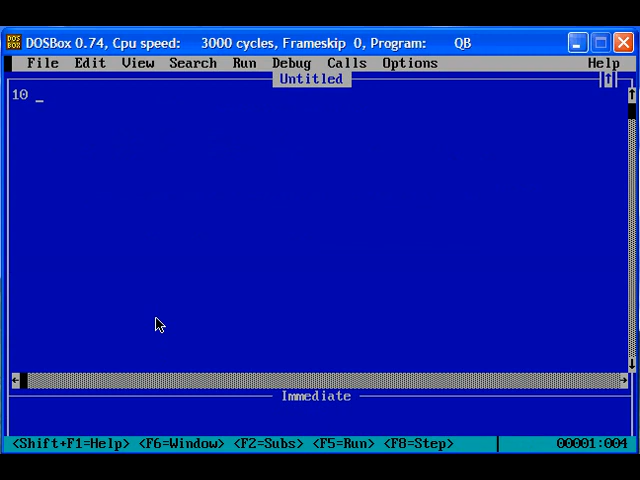 DOSBox 0.74, Cpu speed: 3000 cycles, Frameskip 0, Program: QB
File Edit View Search Run Debug Calls Options Help
Untitled
10 _
Immediate
<Shift+F1=Help> <F6=Window> <F2=Subs> <F5=Run> <F8=Step> 00001:004